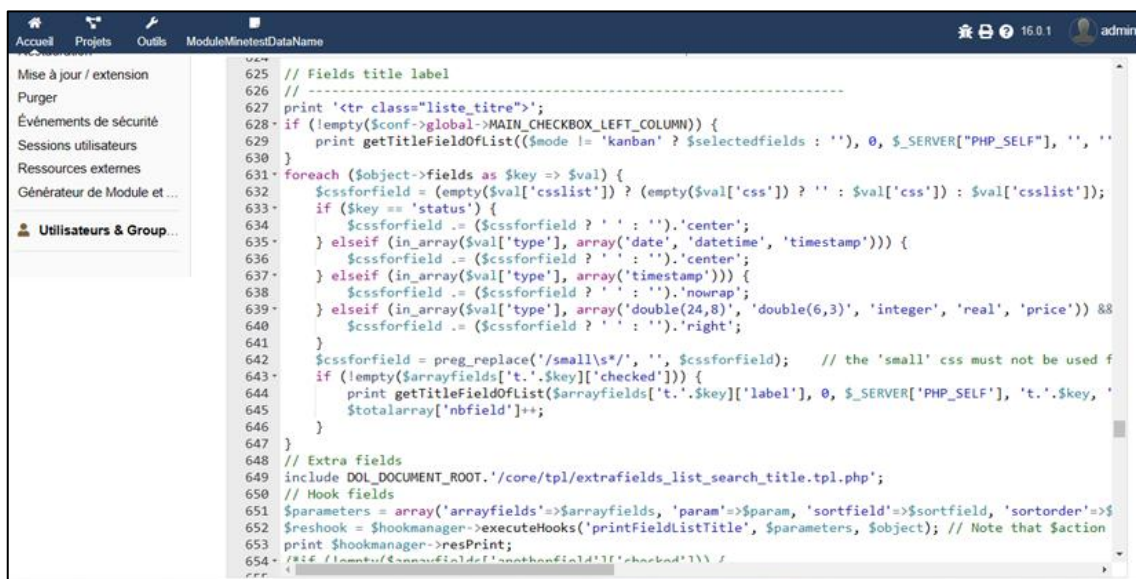 Accueil Projets Outils ModuleMinetestDataName 16.0.1 admin
Mise à jour / extension
Purger
Événements de sécurité
Sessions utilisateurs
Ressources externes
Générateur de Module et ...
Utilisateurs & Group...
624
625 // Fields title label
626 // --------------------------------------------------------------------
627 print '<tr class="liste_titre">';
628 if (!empty($conf->global->MAIN_CHECKBOX_LEFT_COLUMN)) {
629 print getTitleFieldOfList(($mode != 'kanban' ? $selectedfields : ''), 0, $_SERVER["PHP_SELF"], '', ''
630 }
631 foreach ($object->fields as $key => $val) {
632 $cssforfield = (empty($val['csslist']) ? (empty($val['css']) ? '' : $val['css']) : $val['csslist']);
633 if ($key == 'status') {
634 $cssforfield .= ($cssforfield ? ' ' : '').'center';
635 } elseif (in_array($val['type'], array('date', 'datetime', 'timestamp'))) {
636 $cssforfield .= ($cssforfield ? ' ' : '').'center';
637 } elseif (in_array($val['type'], array('timestamp'))) {
638 $cssforfield .= ($cssforfield ? ' ' : '').'nowrap';
639 } elseif (in_array($val['type'], array('double(24,8)', 'double(6,3)', 'integer', 'real', 'price')) &&
640 $cssforfield .= ($cssforfield ? ' ' : '').'right';
641 }
642 $cssforfield = preg_replace('/small\s*/', '', $cssforfield); // the 'small' css must not be used f
643 if (!empty($arrayfields['t.'.$key]['checked'])) {
644 print getTitleFieldOfList($arrayfields['t.'.$key]['label'], 0, $_SERVER['PHP_SELF'], 't.'.$key, '
645 $totalarray['nbfield']++;
646 }
647 }
648 // Extra fields
649 include DOL_DOCUMENT_ROOT.'/core/tpl/extrafields_list_search_title.tpl.php';
650 // Hook fields
651 $parameters = array('arrayfields'=>$arrayfields, 'param'=>$param, 'sortfield'=>$sortfield, 'sortorder'=>$
652 $reshook = $hookmanager->executeHooks('printFieldListTitle', $parameters, $object); // Note that $action
653 print $hookmanager->resPrint;
654 /*if (!empty($arrayfields['anotherfield']['checked'])) {